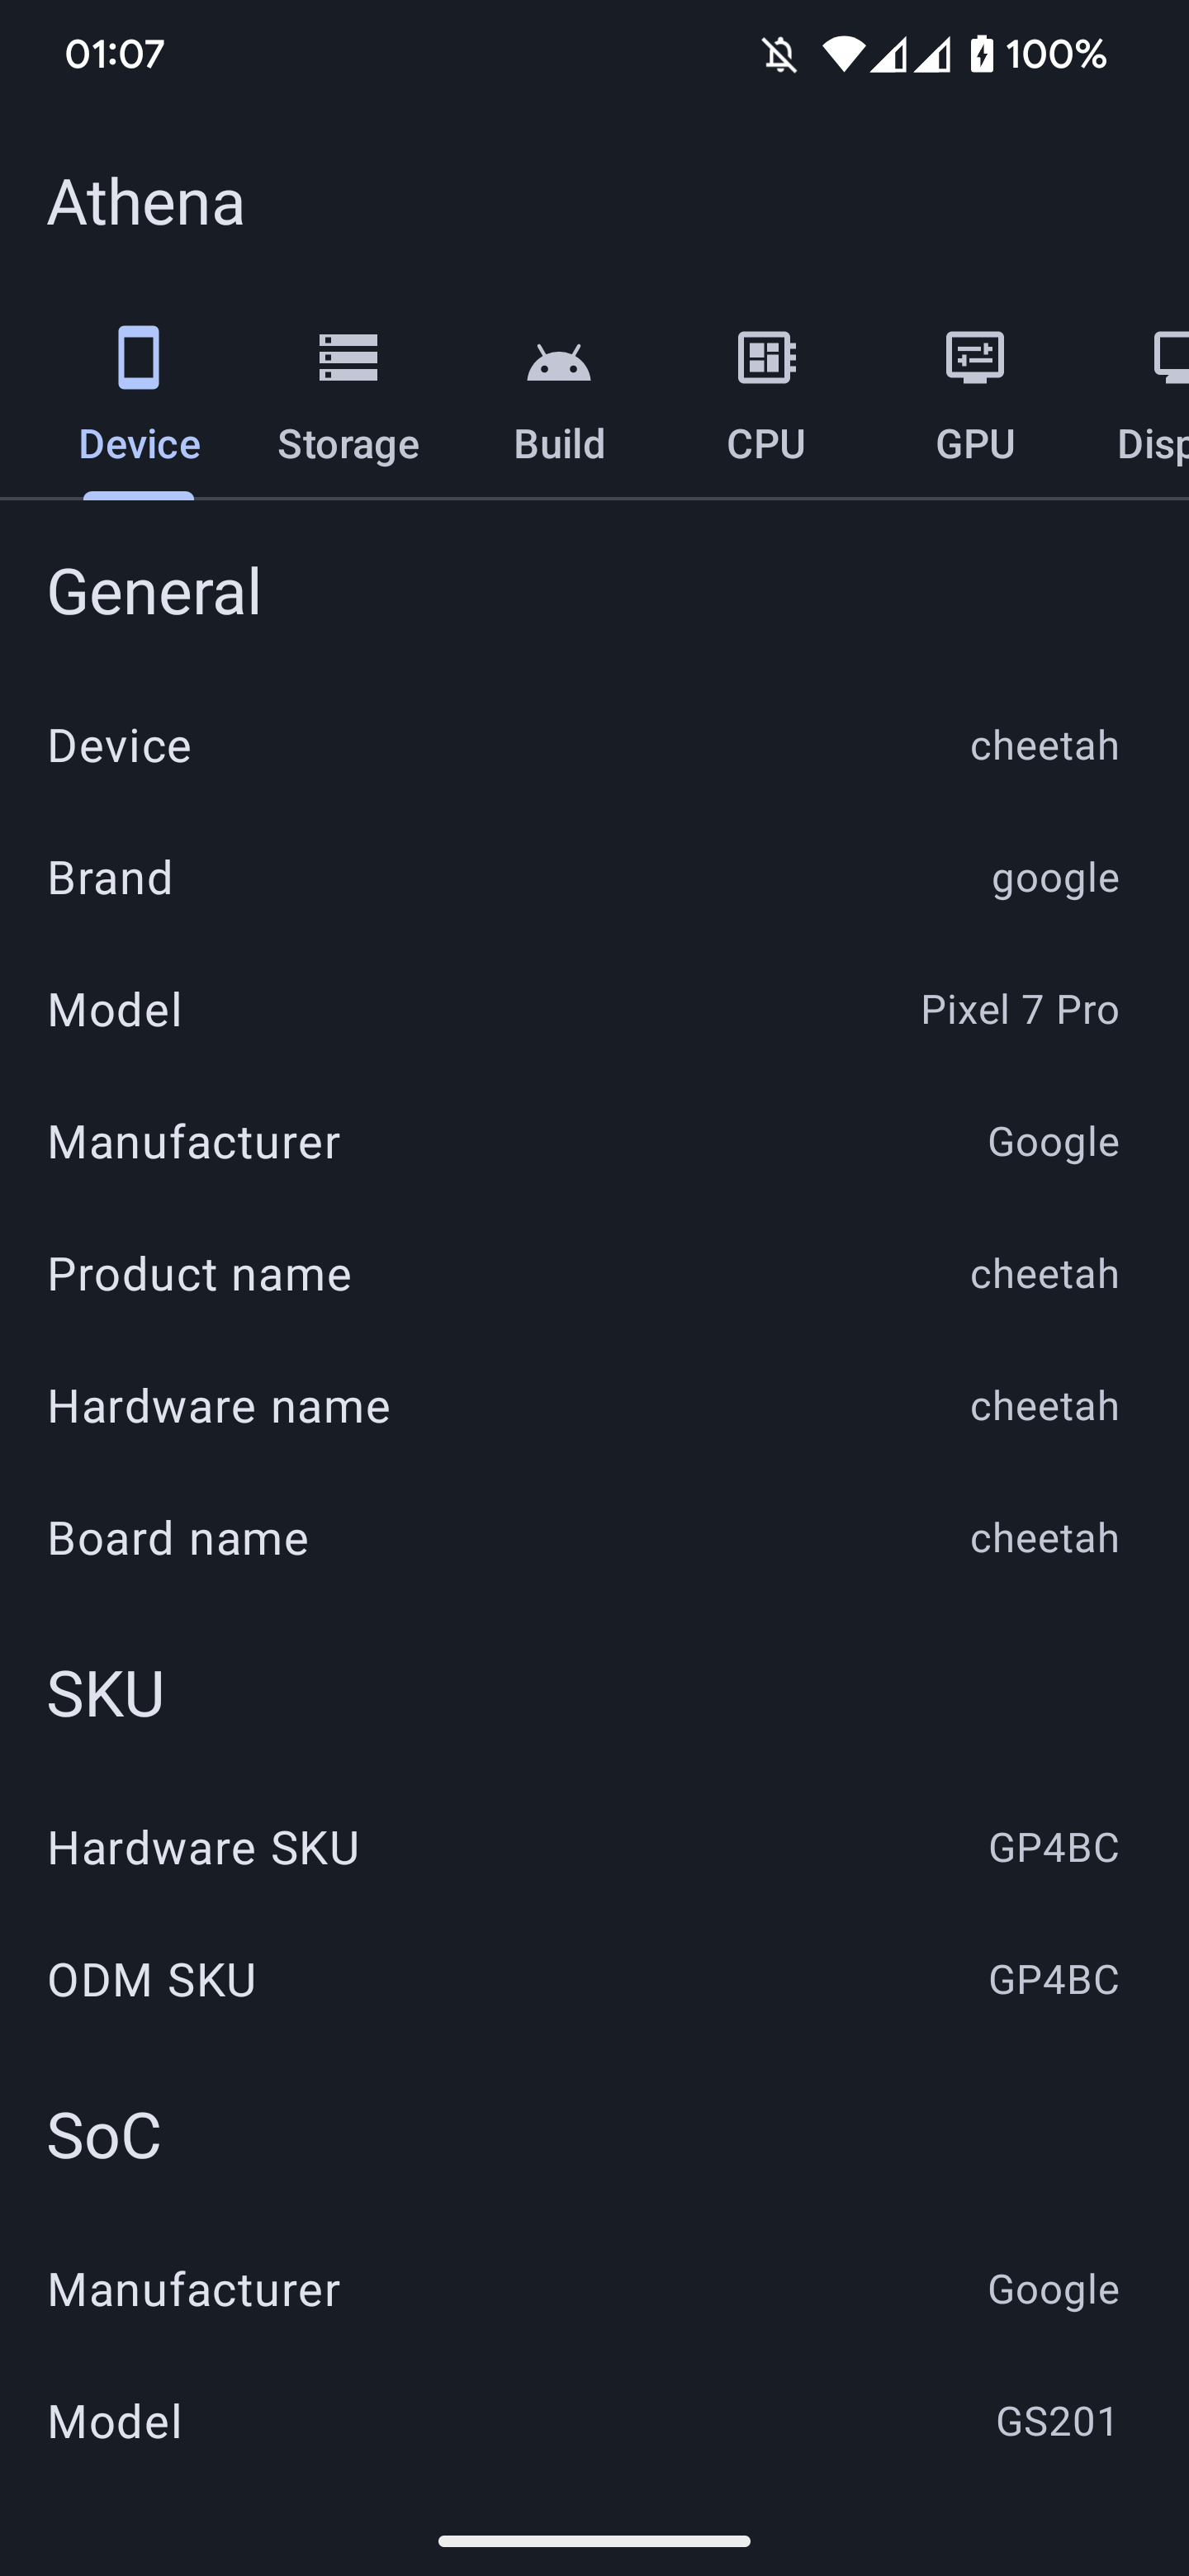 01:07 100%
Athena
Device Storage Build CPU GPU Disp
General
Device cheetah
Brand google
Model Pixel 7 Pro
Manufacturer Google
Product name cheetah
Hardware name cheetah
Board name cheetah
SKU
Hardware SKU GP4BC
ODM SKU GP4BC
SoC
Manufacturer Google
Model GS201